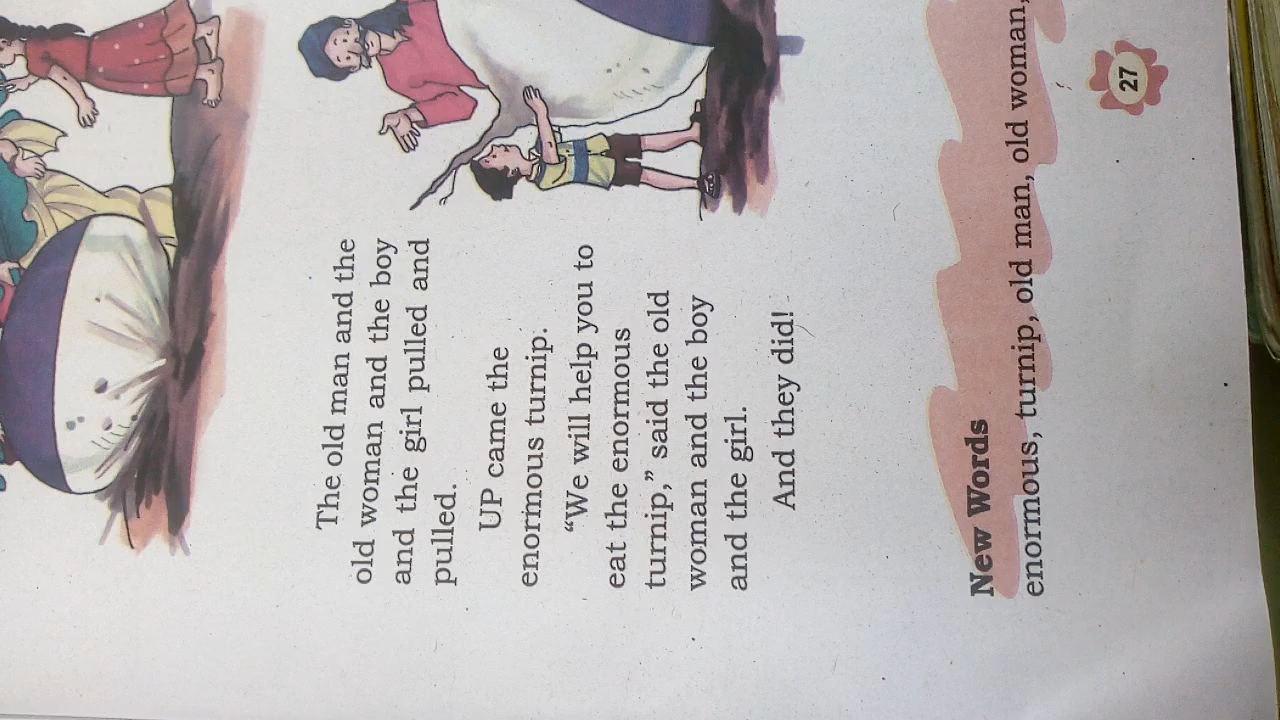 The old man and the
old woman and the boy
and the girl pulled and
pulled.
UP came the
enormous turnip.
“We will help you to
eat the enormous
turnip,” said the old
woman and the boy
and the girl.
And they did!
New Words
enormous, turnip, old man, old woman,
27